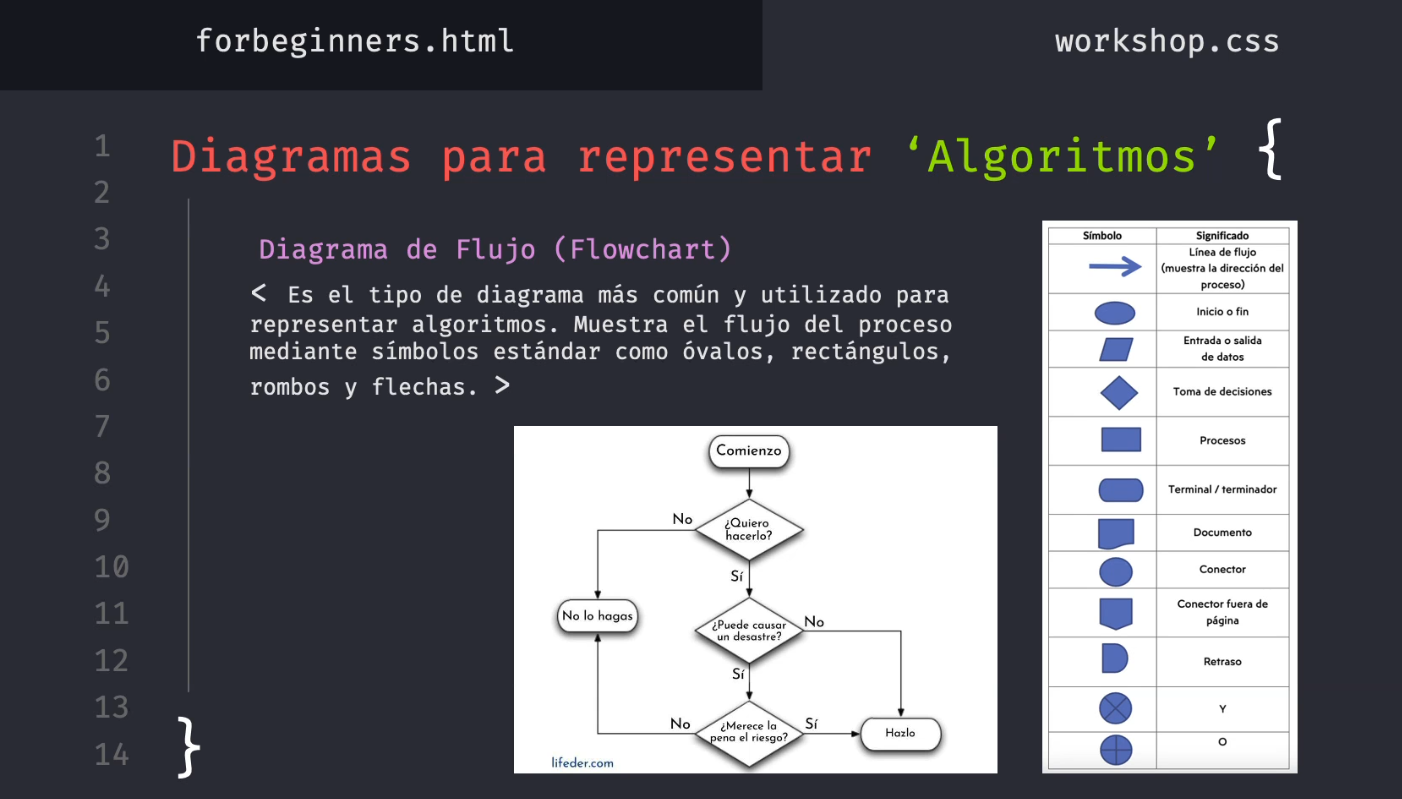 forbeginners.html
workshop.css
1
2
3
4
5
6
7
8
9
10
11
12
13
14
Diagramas para representar ‘Algoritmos’ {
Diagrama de Flujo (Flowchart)
< Es el tipo de diagrama más común y utilizado para
representar algoritmos. Muestra el flujo del proceso
mediante símbolos estándar como óvalos, rectángulos,
rombos y flechas. >
Comienzo
¿Quiero
hacerlo?
No
Sí
No lo hagas
¿Puede causar
un desastre?
No
Sí
¿Merece la
pena el riesgo?
No
Sí
Hazlo
lifeder.com
Símbolo
Significado
Línea de flujo
(muestra la dirección del
proceso)
Inicio o fin
Entrada o salida
de datos
Toma de decisiones
Procesos
Terminal / terminador
Documento
Conector
Conector fuera de
página
Retraso
Y
O
}